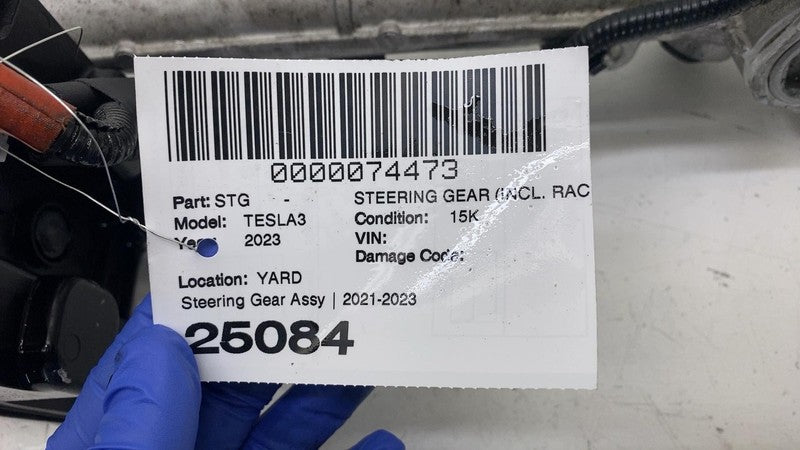 0000074473
Part: STG - STEERING GEAR (INCL. RAC
Model: TESLA3 Condition: 15K
2023 VIN:
Damage Code:
Location: YARD
Steering Gear Assy | 2021-2023
25084